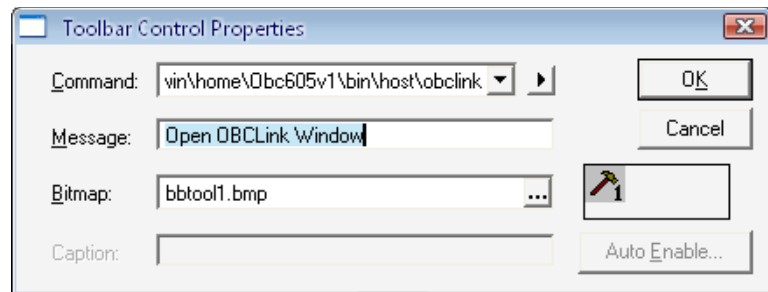 Toolbar Control Properties
Command: vin\home\Obc605v1\bin\host\obclink
OK
Message: Open OBCLink Window
Cancel
Bitmap: bbtool1.bmp ...
1
Caption:
Auto Enable...